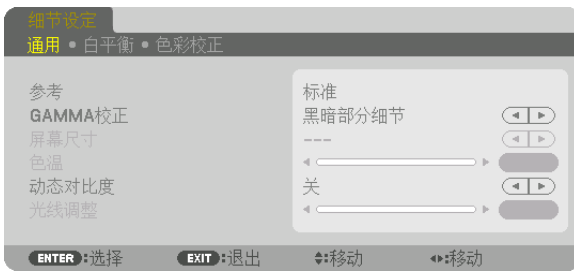 细节设定
通用 • 白平衡 • 色彩校正
参考 标准
GAMMA校正 黑暗部分细节
屏幕尺寸 ---
色温
动态对比度 关
光线调整
ENTER:选择 EXIT:退出 :移动 :移动